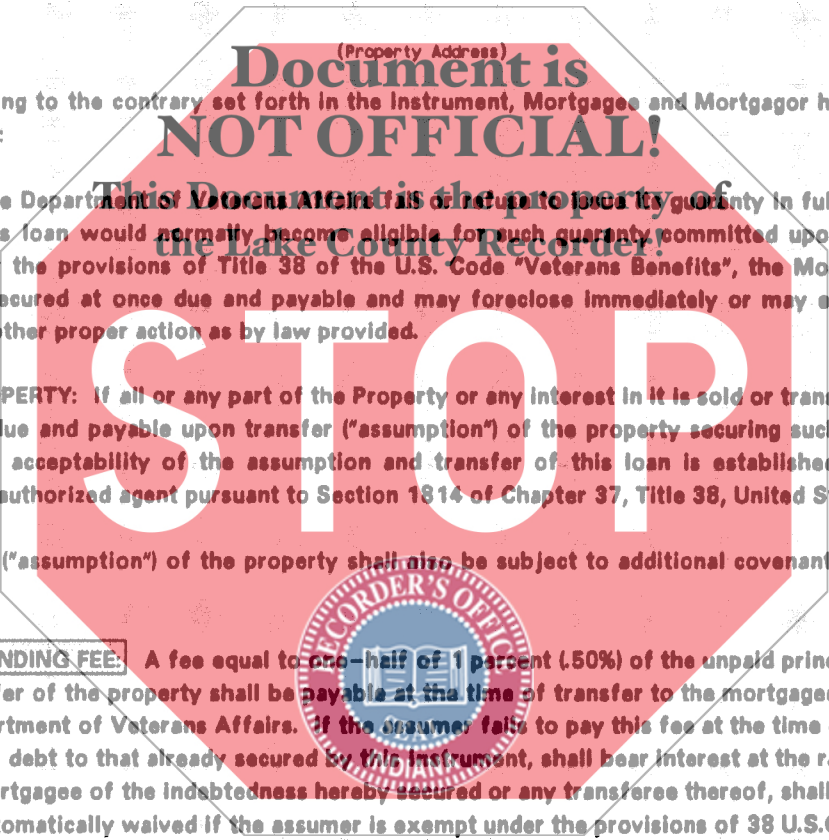 (Property Address)
Document is
ng to the contrary set forth in the Instrument, Mortgagee and Mortgagor h
NOT OFFICIAL!
:
This Document is the property of
e Department of Veterans Affairs fail or refuse to issue its guaranty in full
the Lake County Recorder!
s loan would normally become eligible for such guaranty committed upo
the provisions of Title 38 of the U.S. Code "Veterans Benefits", the Mo
ecured at once due and payable and may foreclose immediately or may e
ther proper action as by law provided.
STOP
PERTY: If all or any part of the Property or any interest in it is sold or trans
ue and payable upon transfer ("assumption") of the property securing such
acceptability of the assumption and transfer of this loan is established
authorized agent pursuant to Section 1814 of Chapter 37, Title 38, United S
("assumption") of the property shall also be subject to additional covenant
RECORDER'S OFFICE
NDING FEE: A fee equal to one-half of 1 percent (.50%) of the unpaid princ
er of the property shall be payable at the time of transfer to the mortgagee
rtment of Veterans Affairs. If the assumer fails to pay this fee at the time
SEAL
debt to that already secured by this instrument, shall bear interest at the ra
INDIANA
rtgagee of the indebtedness hereby secured or any transferee thereof, shall
tomatically waived if the assumer is exempt under the provisions of 38 U.S.C